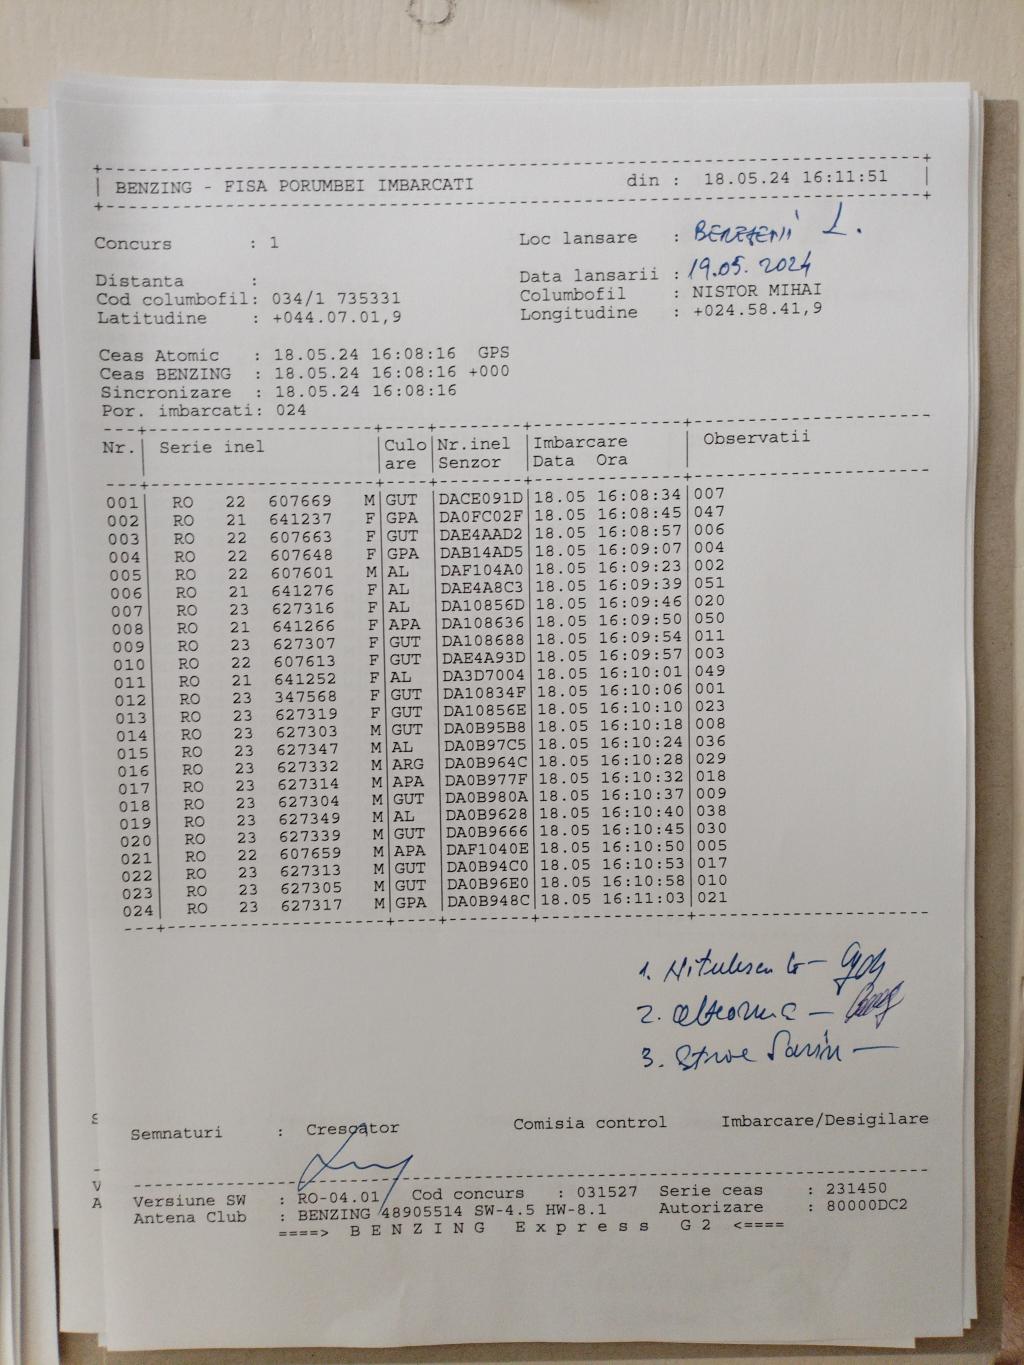 BENZING - FISA PORUMBEI IMBARCATI din : 18.05.24 16:11:51
Concurs : 1 Loc lansare : L.
Distanta : Data lansarii : 19.05. 2024
Cod columbofil: 034/1 735331 Columbofil : NISTOR MIHAI
Latitudine : +044.07.01,9 Longitudine : +024.58.41,9
Ceas Atomic : 18.05.24 16:08:16 GPS
Ceas BENZING : 18.05.24 16:08:16 +000
Sincronizare : 18.05.24 16:08:16
Por. imbarcati: 024
Nr. Serie inel Culo Nr.inel Imbarcare Observatii
are Senzor Data Ora
001 RO 22 607669 M GUT DACE091D 18.05 16:08:34 007
002 RO 21 641237 F GPA DA0FC02F 18.05 16:08:45 047
003 RO 22 607663 F GUT DAE4AAD2 18.05 16:08:57 006
004 RO 22 607648 F GPA DAB14AD5 18.05 16:09:07 004
005 RO 22 607601 M AL DAF104A0 18.05 16:09:23 002
006 RO 21 641276 F AL DAE4A8C3 18.05 16:09:39 051
007 RO 23 627316 F AL DA10856D 18.05 16:09:46 020
008 RO 21 641266 F APA DA108636 18.05 16:09:50 050
009 RO 23 627307 F GUT DA108688 18.05 16:09:54 011
010 RO 22 607613 F GUT DAE4A93D 18.05 16:09:57 003
011 RO 21 641252 F AL DA3D7004 18.05 16:10:01 049
012 RO 23 347568 F GUT DA10834F 18.05 16:10:06 001
013 RO 23 627319 F GUT DA10856E 18.05 16:10:10 023
014 RO 23 627303 M GUT DA0B95B8 18.05 16:10:18 008
015 RO 23 627347 M AL DA0B97C5 18.05 16:10:24 036
016 RO 23 627332 M ARG DA0B964C 18.05 16:10:28 029
017 RO 23 627314 M APA DA0B977F 18.05 16:10:32 018
018 RO 23 627304 M GUT DA0B980A 18.05 16:10:37 009
019 RO 23 627349 M AL DA0B9628 18.05 16:10:40 038
020 RO 23 627339 M GUT DA0B9666 18.05 16:10:45 030
021 RO 22 607659 M APA DAF1040E 18.05 16:10:50 005
022 RO 23 627313 M GUT DA0B94C0 18.05 16:10:53 017
023 RO 23 627305 M GUT DA0B96E0 18.05 16:10:58 010
024 RO 23 627317 M GPA DA0B948C 18.05 16:11:03 021
1. Nitulescu G -
2. -
3. Stroe Sorin -
Semnaturi : Crescator Comisia control Imbarcare/Desigilare
Versiune SW : RO-04.01 Cod concurs : 031527 Serie ceas : 231450
Antena Club : BENZING 48905514 SW-4.5 HW-8.1 Autorizare : 80000DC2
====> B E N Z I N G E x p r e s s G 2 <====